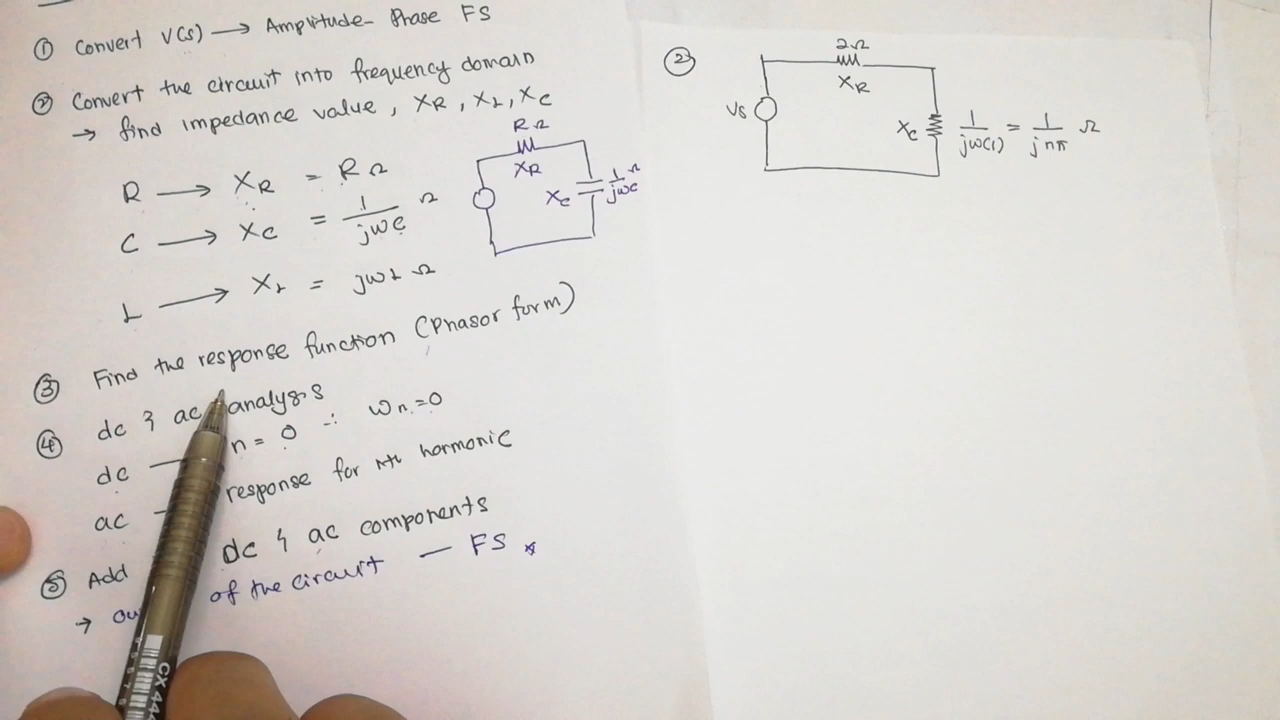 ① Convert V(s) → Amplitude - Phase FS
② Convert the circuit into frequency domain
→ find impedance value, XR, XL, XC
R → XR = R Ω
C → XC = 1/jωC Ω
L → XL = jωL Ω
RΩ
XR
XC 1/jωC Ω
③ Find the response function (Phasor form)
④ dc & ac analysis
dc n = 0 ∴ ωn = 0
ac response for nth harmonic
⑤ Add dc & ac components
→ of the circuit — FS *
CX 444
②
2Ω
XR
Vs
XC 1/jω(1) = 1/jnπ Ω